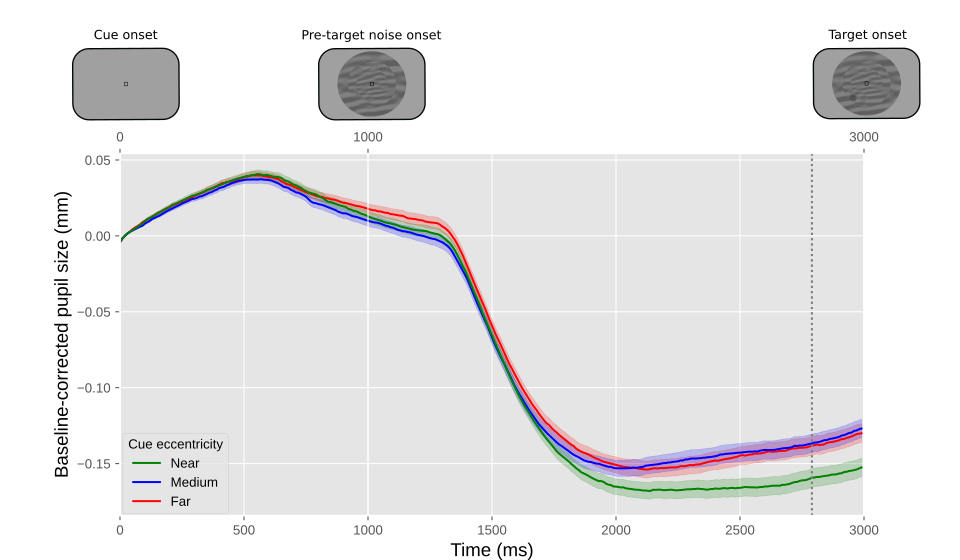 Cue onset
Pre-target noise onset
Target onset
0
1000
3000
0.05
0.00
−0.05
−0.10
−0.15
Baseline-corrected pupil size (mm)
Cue eccentricity
Near
Medium
Far
0
500
1000
1500
2000
2500
3000
Time (ms)